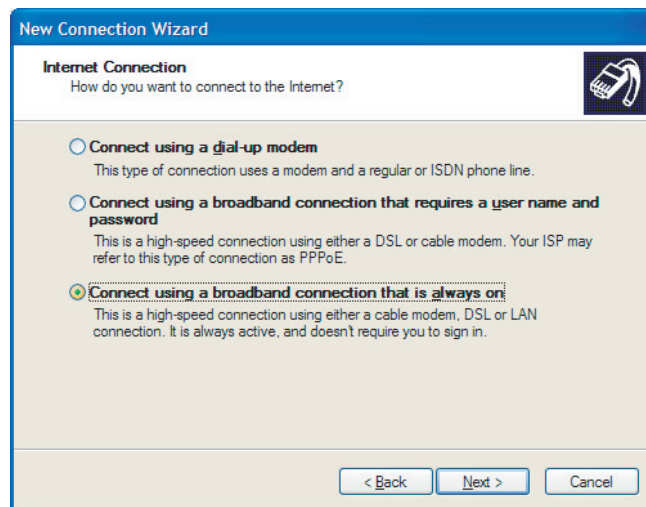 New Connection Wizard
Internet Connection
How do you want to connect to the Internet?
Connect using a dial-up modem
This type of connection uses a modem and a regular or ISDN phone line.
Connect using a broadband connection that requires a user name and
password
This is a high-speed connection using either a DSL or cable modem. Your ISP may
refer to this type of connection as PPPoE.
Connect using a broadband connection that is always on
This is a high-speed connection using either a cable modem, DSL or LAN
connection. It is always active, and doesn't require you to sign in.
< Back Next > Cancel